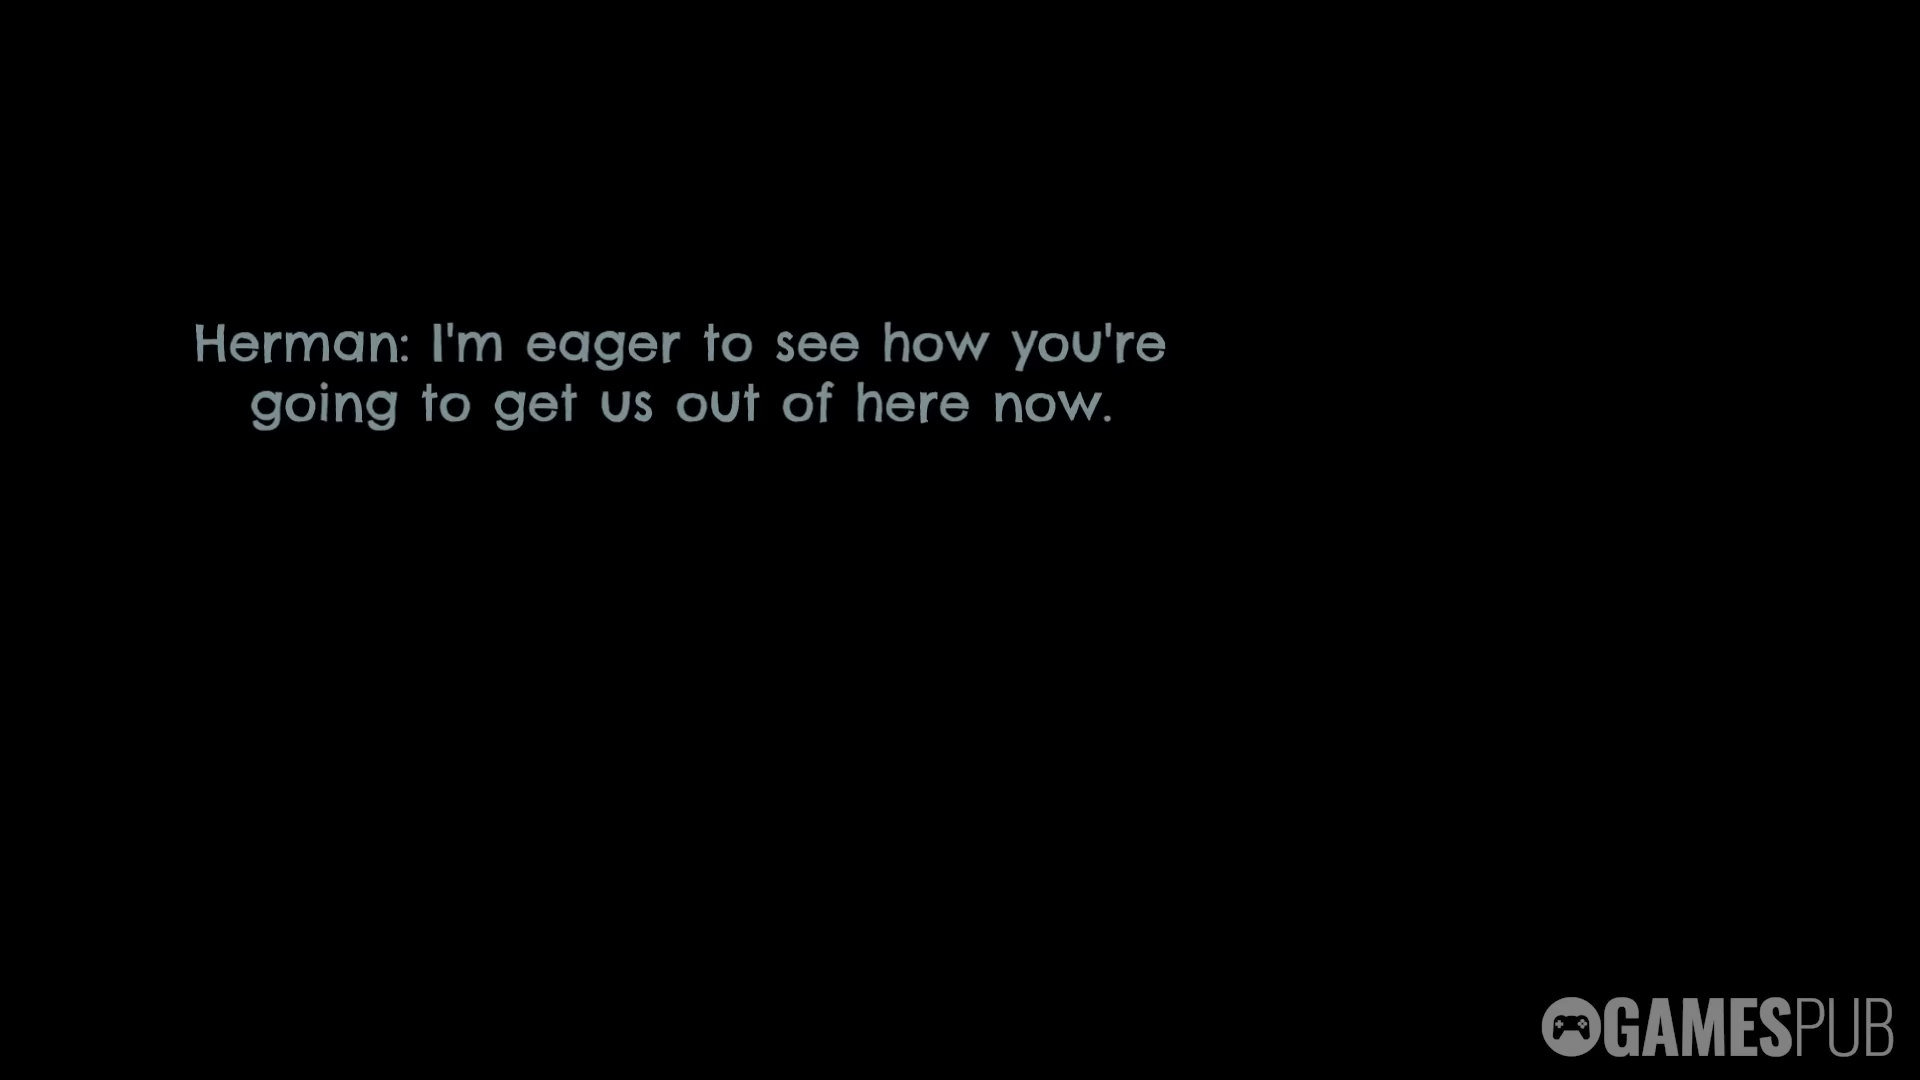 Herman: I'm eager to see how you're
going to get us out of here now.
GAMESPUB